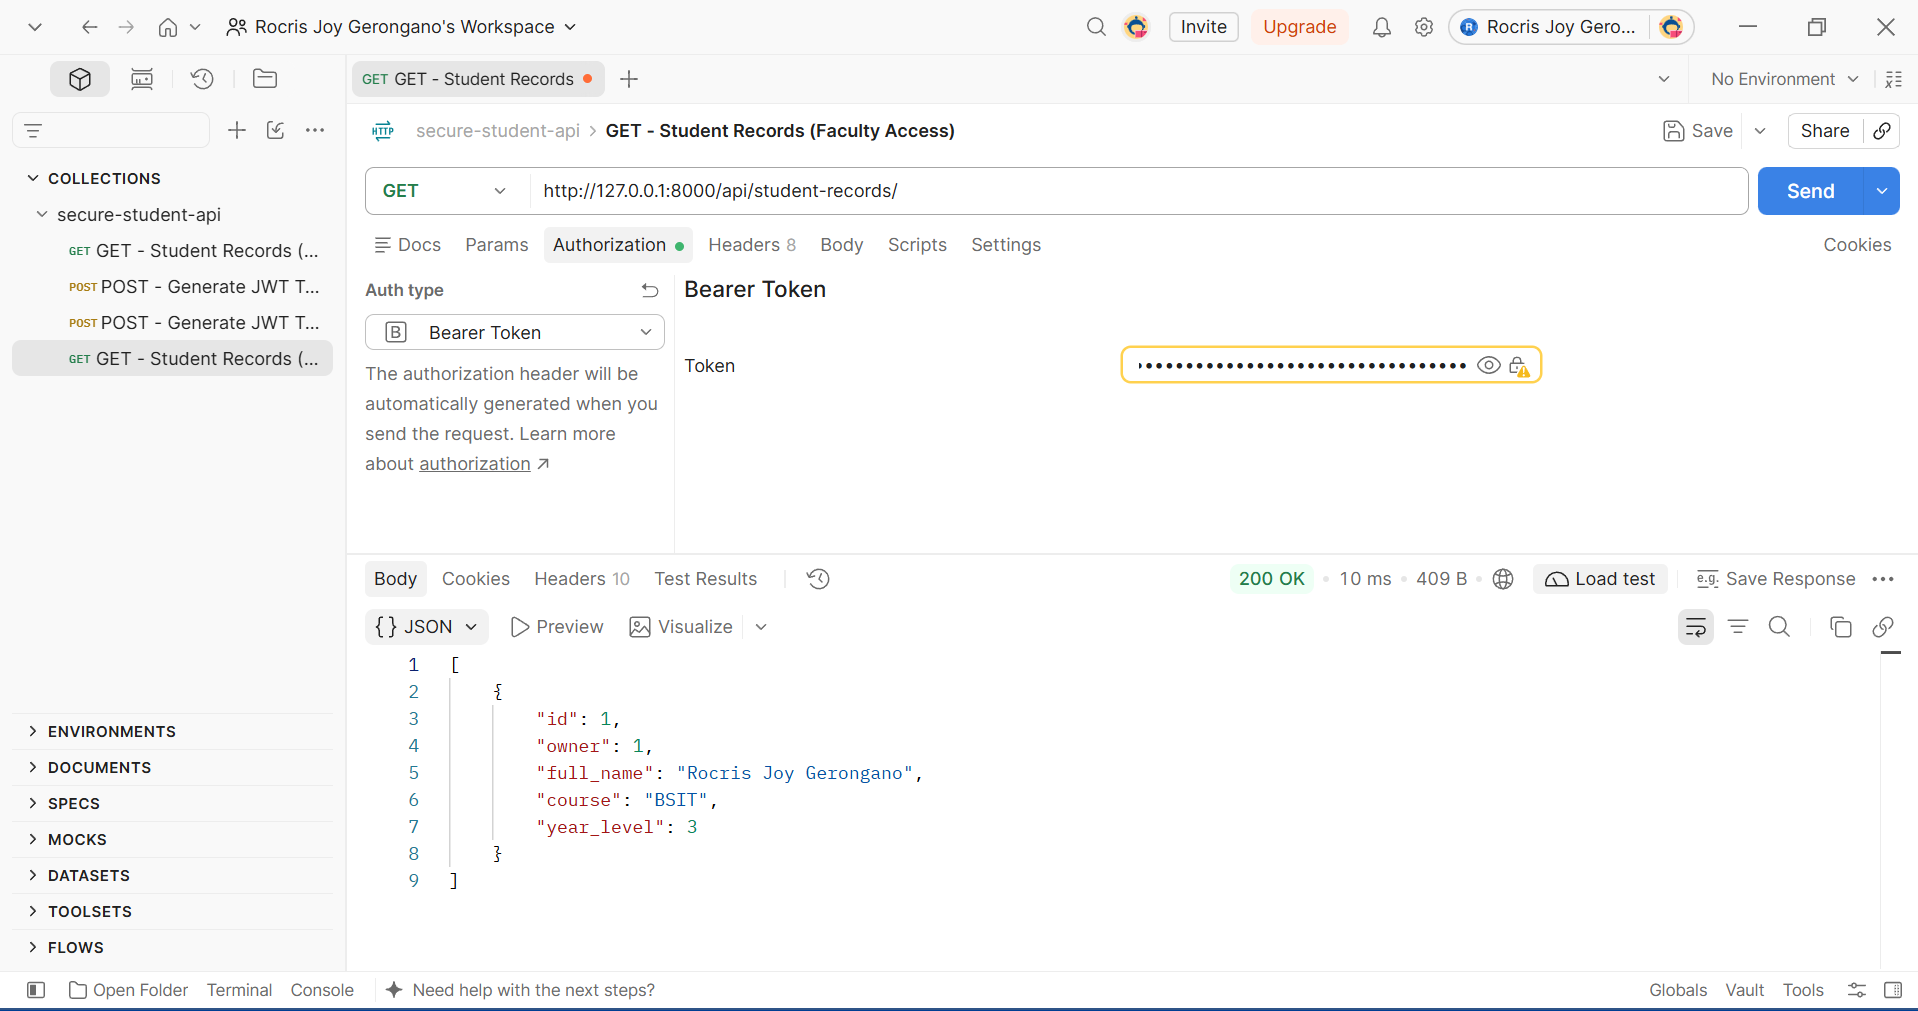 Rocris Joy Gerongano's Workspace
Invite
Upgrade
R
Rocris Joy Gero...
GET GET - Student Records
No Environment
HTTP secure-student-api > GET - Student Records (Faculty Access)
Save
Share
COLLECTIONS
secure-student-api
GET GET - Student Records (...
POST POST - Generate JWT T...
POST POST - Generate JWT T...
GET GET - Student Records (...
ENVIRONMENTS
DOCUMENTS
SPECS
MOCKS
DATASETS
TOOLSETS
FLOWS
GET
http://127.0.0.1:8000/api/student-records/
Send
Docs Params Authorization Headers 8 Body Scripts Settings
Cookies
Auth type
B Bearer Token
The authorization header will be
automatically generated when you
send the request. Learn more
about authorization ↗
Bearer Token
Token
Body Cookies Headers 10 Test Results
200 OK • 10 ms • 409 B
Load test
e.g. Save Response
{} JSON
Preview
Visualize
1 [
2 {
3 "id": 1,
4 "owner": 1,
5 "full_name": "Rocris Joy Gerongano",
6 "course": "BSIT",
7 "year_level": 3
8 }
9 ]
Open Folder Terminal Console
Need help with the next steps?
Globals Vault Tools